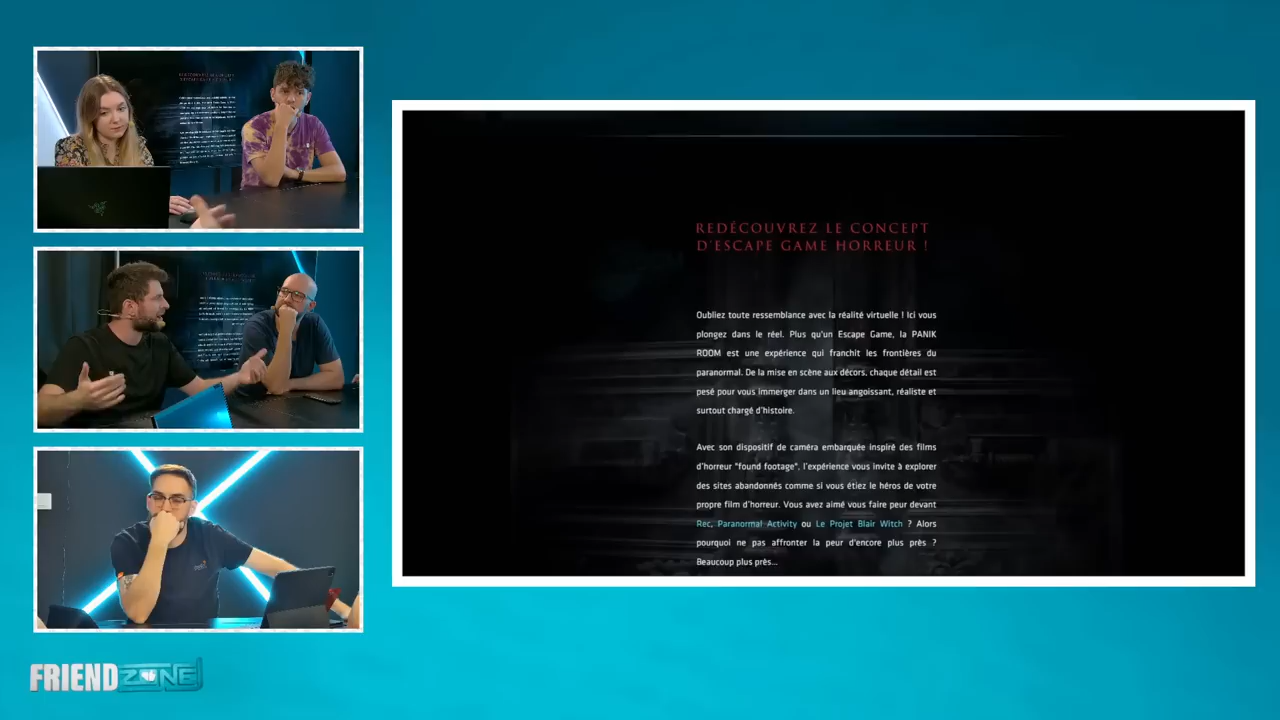 REDÉCOUVREZ LE CONCEPT
D'ESCAPE GAME HORREUR !
Oubliez toute ressemblance avec la réalité virtuelle ! Ici vous
plongez dans le réel. Plus qu'un Escape Game, la PANIK
ROOM est une expérience qui franchit les frontières du
paranormal. De la mise en scène aux décors, chaque détail est
pesé pour vous immerger dans un lieu angoissant, réaliste et
surtout chargé d'histoire.
Avec son dispositif de caméra embarquée inspiré des films
d'horreur "found footage", l'expérience vous invite à explorer
des sites abandonnés comme si vous étiez le héros de votre
propre film d'horreur. Vous avez aimé vous faire peur devant
Rec, Paranormal Activity ou Le Projet Blair Witch ? Alors
pourquoi ne pas affronter la peur d'encore plus près ?
Beaucoup plus près...
FRIENDZONE